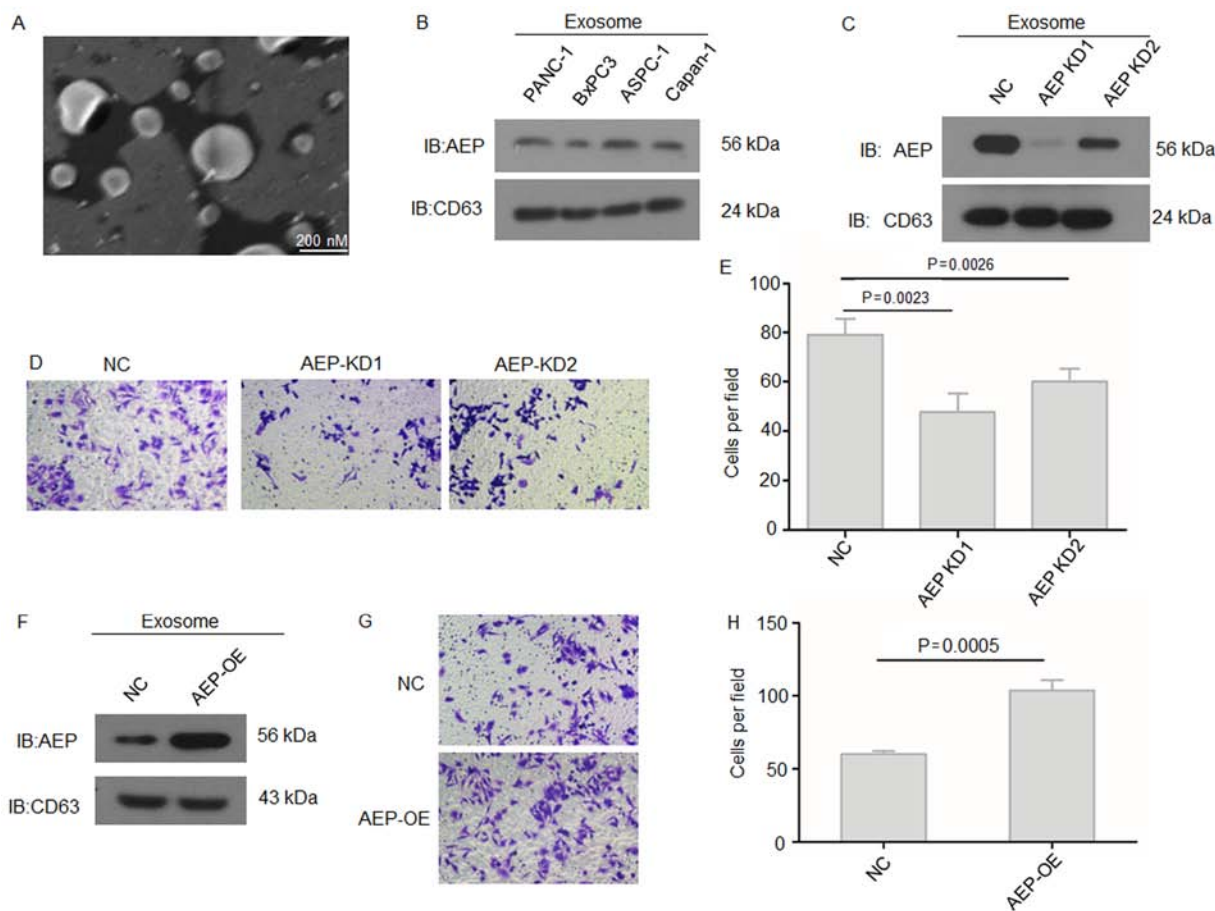 A
200 nM
B
Exosome
PANC-1
BxPC3
ASPC-1
Capan-1
IB:AEP
56 kDa
IB:CD63
24 kDa
C
Exosome
NC
AEP KD1
AEP KD2
IB: AEP
56 kDa
IB: CD63
24 kDa
D
NC
AEP-KD1
AEP-KD2
E
P=0.0026
P=0.0023
100
80
60
40
20
0
Cells per field
NC
AEP KD1
AEP KD2
F
Exosome
NC
AEP-OE
IB:AEP
56 kDa
IB:CD63
43 kDa
G
NC
AEP-OE
H
P=0.0005
150
100
50
0
Cells per field
NC
AEP-OE